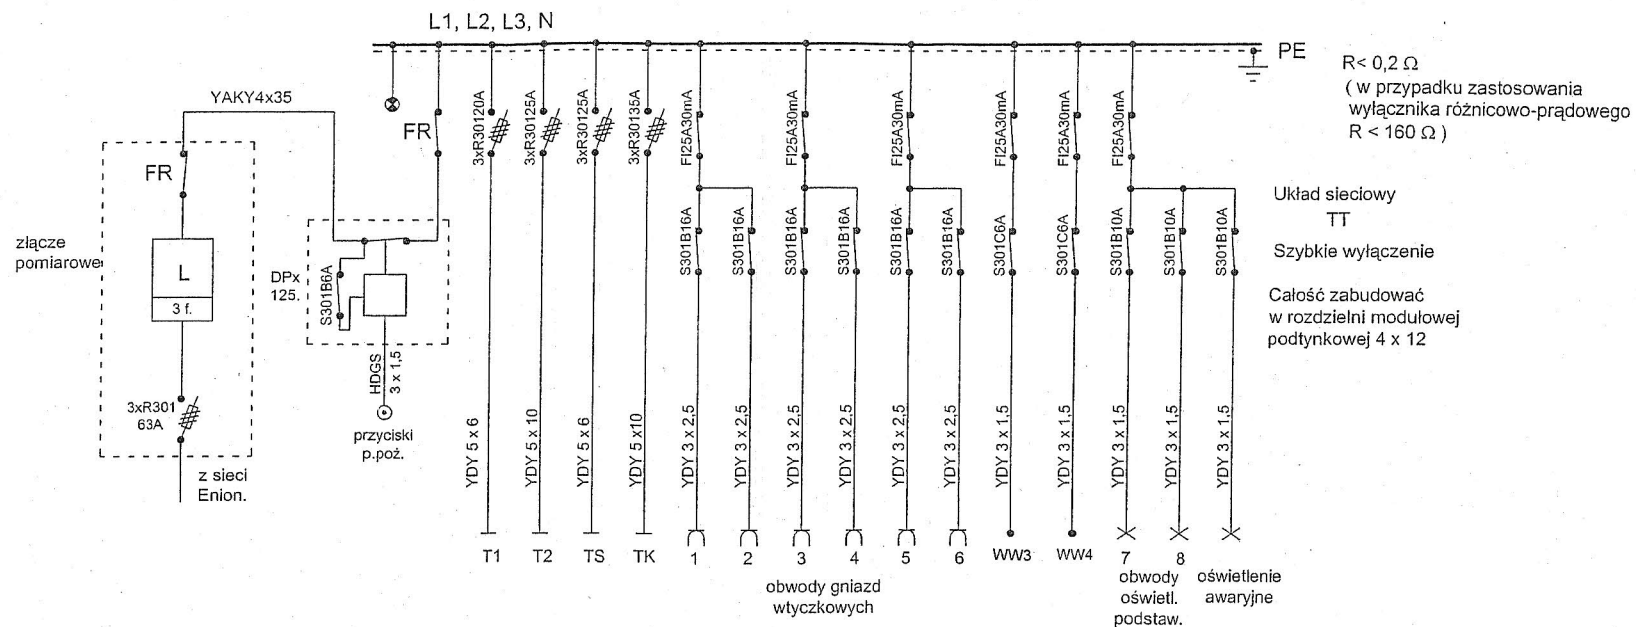 L1, L2, L3, N
PE
R< 0,2 Ω
( w przypadku zastosowania
wyłącznika różnicowo-prądowego
R < 160 Ω )
Układ sieciowy
TT
Szybkie wyłączenie
Całość zabudować
w rozdzielni modułowej
podtynkowej 4 x 12
YAKY4x35
FR
złącze
pomiarowe
L
3 f.
3xR301
63A
z sieci
Enion.
DPx
125.
S301B6A
HDGS
3 x 1,5
przyciski
p.poż.
FR
3xR30120A
3xR30125A
3xR30125A
3xR30135A
FI25A30mA
FI25A30mA
FI25A30mA
FI25A30mA
FI25A30mA
FI25A30mA
S301B16A
S301B16A
S301B16A
S301B16A
S301B16A
S301B16A
S301C6A
S301C6A
S301B10A
S301B10A
S301B10A
YDY 5 x 6
YDY 5 x 10
YDY 5 x 6
YDY 5 x10
YDY 3 x 2,5
YDY 3 x 2,5
YDY 3 x 2,5
YDY 3 x 2,5
YDY 3 x 2,5
YDY 3 x 2,5
YDY 3 x 1,5
YDY 3 x 1,5
YDY 3 x 1,5
YDY 3 x 1,5
YDY 3 x 1,5
T1
T2
TS
TK
1
2
3
4
5
6
WW3
WW4
7
8
obwody gniazd
wtyczkowych
obwody
oświetl.
podstaw.
oświetlenie
awaryjne